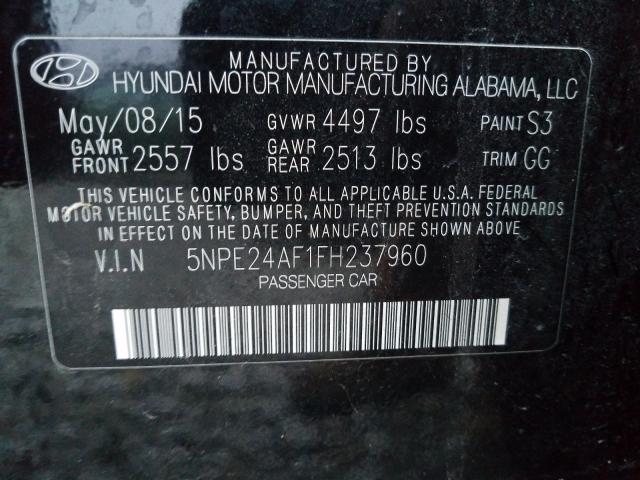 MANUFACTURED BY
HYUNDAI MOTOR MANUFACTURING ALABAMA, LLC
May/08/15 GVWR 4497 lbs PAINT S3
GAWR FRONT 2557 lbs GAWR REAR 2513 lbs TRIM GG
THIS VEHICLE CONFORMS TO ALL APPLICABLE U.S.A. FEDERAL
MOTOR VEHICLE SAFETY, BUMPER, AND THEFT PREVENTION STANDARDS
IN EFFECT ON THE DATE OF MANUFACTURE SHOWN ABOVE.
V.I.N 5NPE24AF1FH237960
PASSENGER CAR